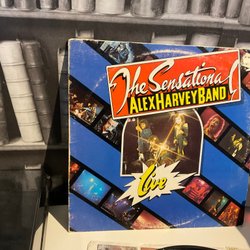 The Sensational
ALEX HARVEY BAND
Live